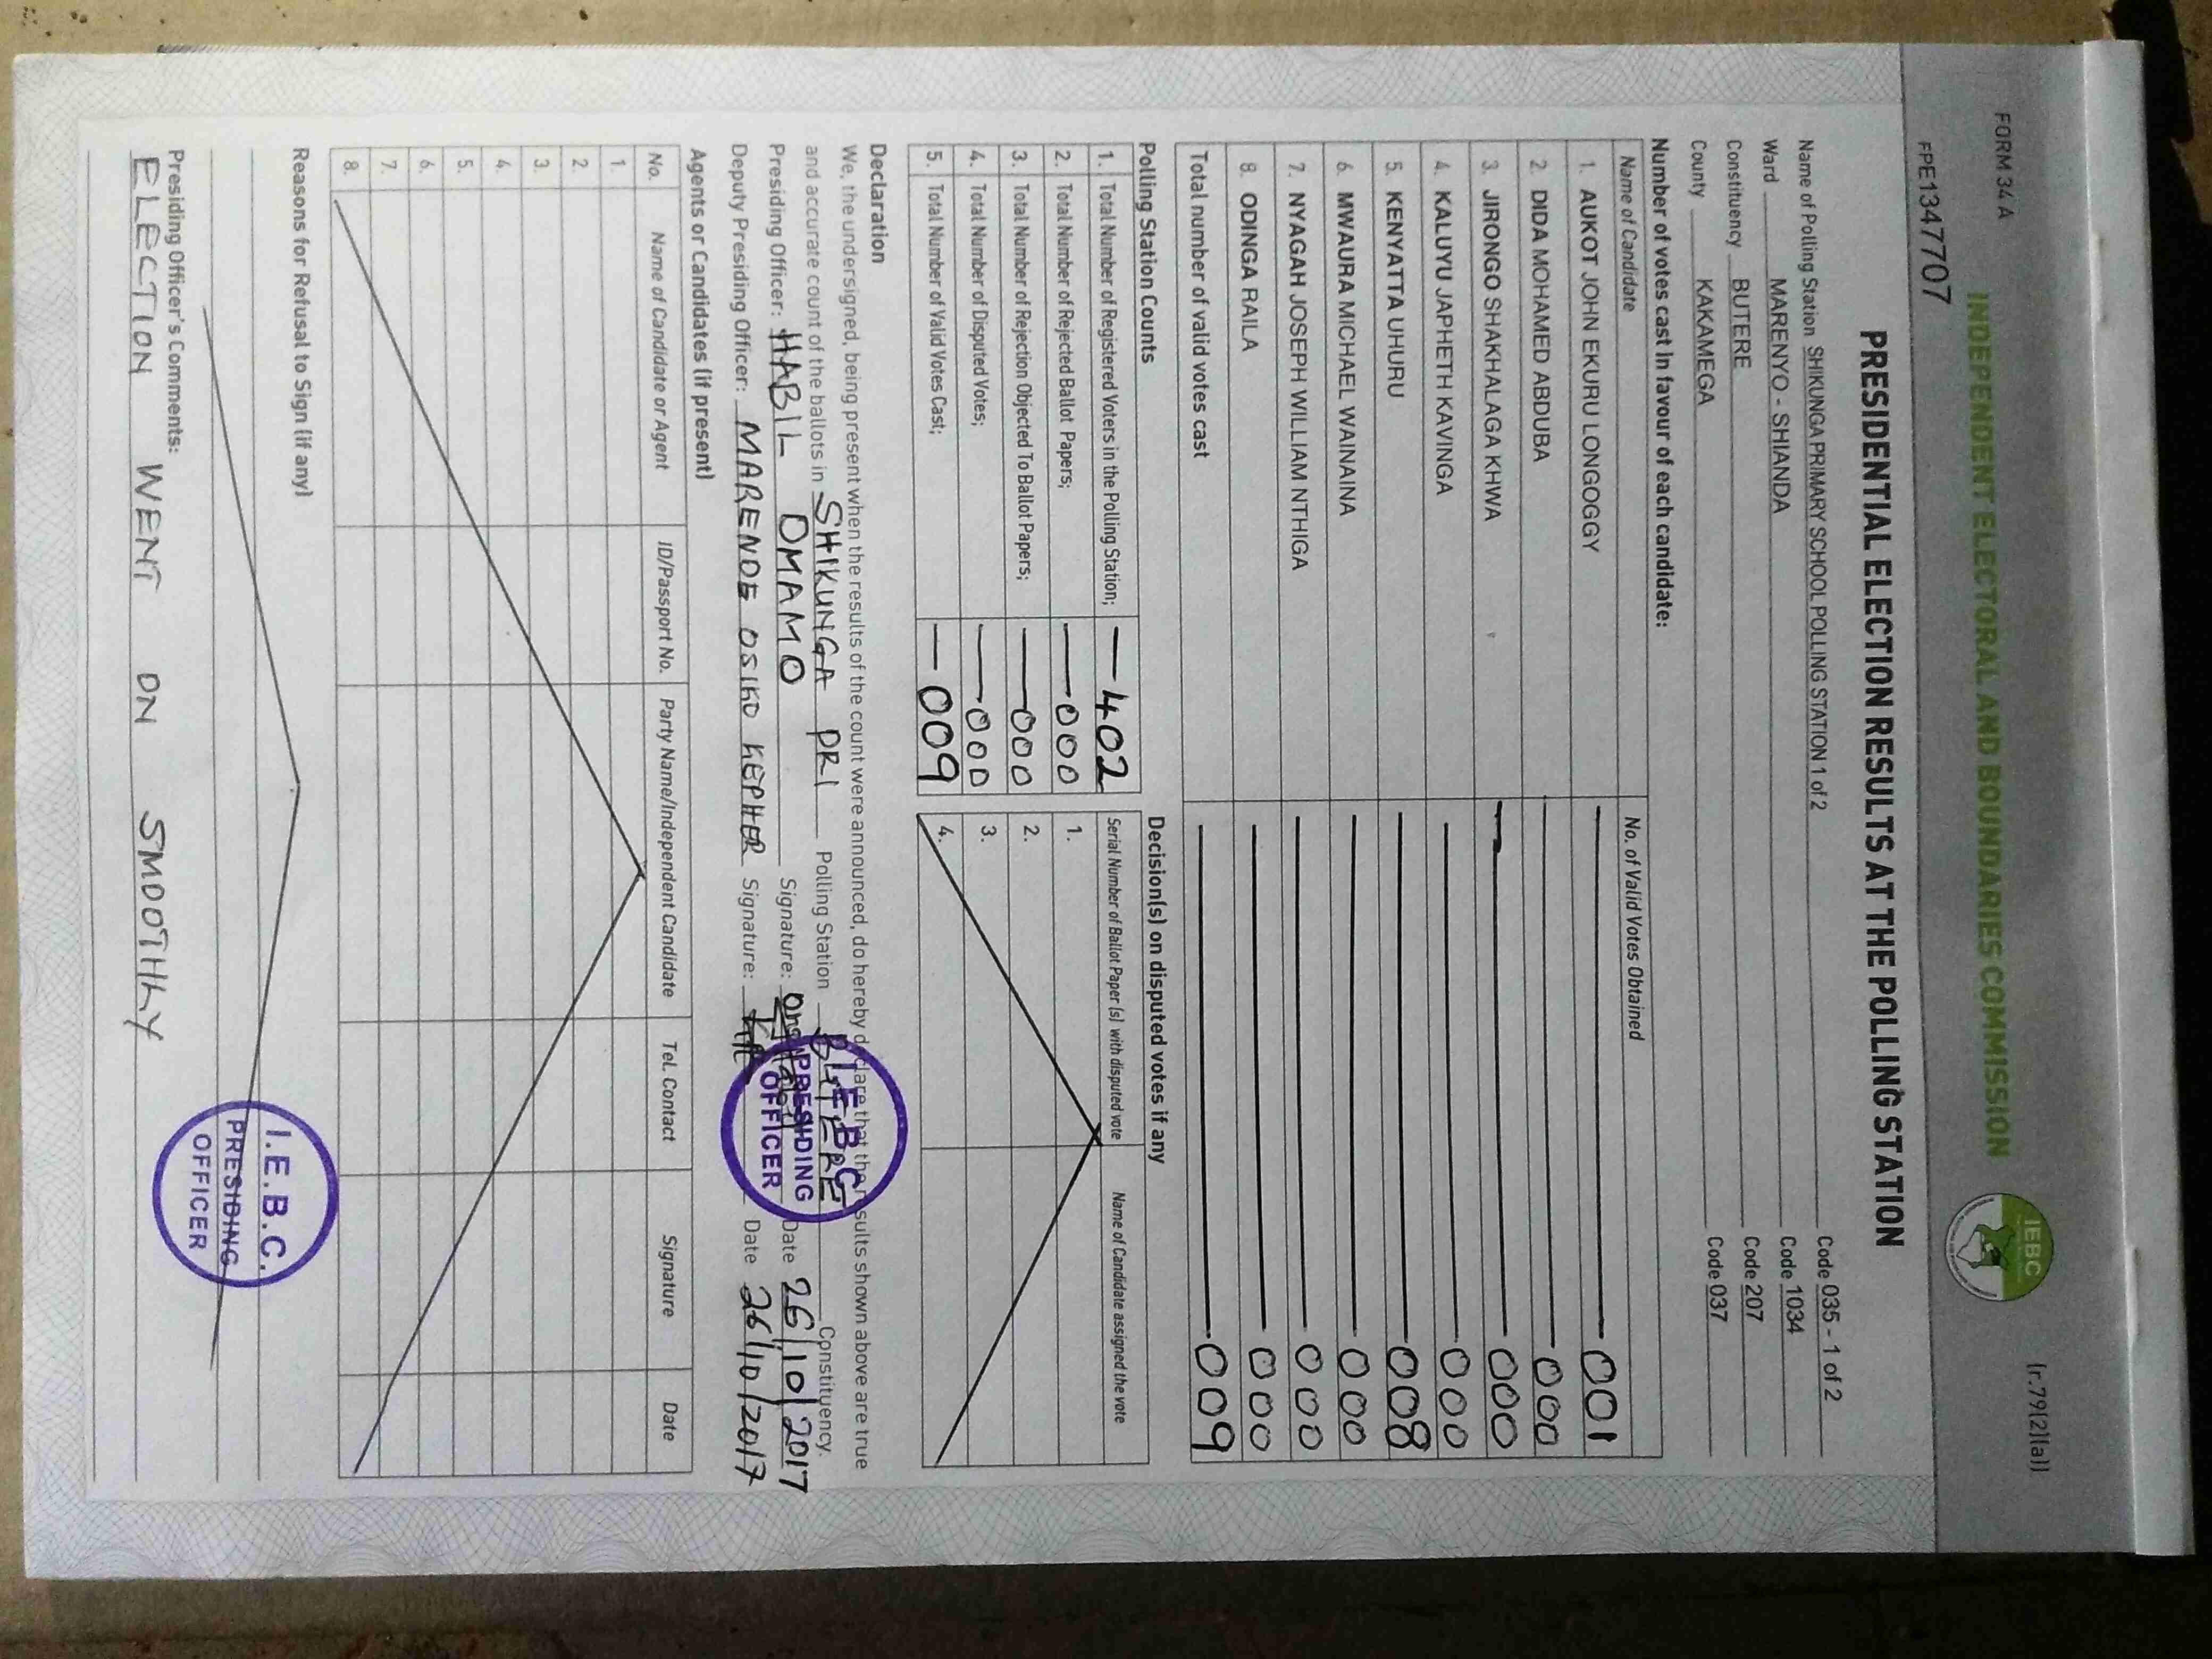 FORM 34A
(r.79(2)(a))
INDEPENDENT ELECTORAL AND BOUNDARIES COMMISSION
IEBC
FPE1347707
PRESIDENTIAL ELECTION RESULTS AT THE POLLING STATION
Name of Polling Station SHIKUNGA PRIMARY SCHOOL POLLING STATION 1 of 2 Code 035 - 1 of 2
Ward MARENYO - SHIANDA Code 1034
Constituency BUTERE Code 207
County KAKAMEGA Code 037
Number of votes cast in favour of each candidate:
Name of Candidate No. of Valid Votes Obtained
1. AUKOT JOHN EKURU LONGOGGY 001
2. DIDA MOHAMED ABDUBA 000
3. JIRONGO SHAKHALAGA KHWA 000
4. KALUYU JAPHETH KAVINGA 000
5. KENYATTA UHURU 008
6. MWAURA MICHAEL WAINAINA 000
7. NYAGAH JOSEPH WILLIAM NTHIGA 000
8. ODINGA RAILA 000
Total number of valid votes cast 009
Polling Station Counts Decision(s) on disputed votes if any
1. Total Number of Registered Voters in the Polling Station; 402 Serial Number of Ballot Paper (s) with disputed vote Name of Candidate assigned the vote
2. Total Number of Rejected Ballot Papers; 000 1.
3. Total Number of Rejection Objected To Ballot Papers; 000 2.
4. Total Number of Disputed Votes; 000 3.
5. Total Number of Valid Votes Cast; 009 4.
Declaration
We, the undersigned, being present when the results of the count were announced, do hereby declare that the results shown above are true
and accurate count of the ballots in SHIKUNGA PRI Polling Station BUTERE Constituency.
Presiding Officer: HABIL OMAMO Signature: Date 26/10/2017
Deputy Presiding Officer: MARENDE OSIKO KEPHER Signature: Date 26/10/2017
I.E.B.C.
PRESIDING
OFFICER
Agents or Candidates (if present)
No. Name of Candidate or Agent ID/Passport No. Party Name/Independent Candidate Tel. Contact Signature Date
1.
2.
3.
4.
5.
6.
7.
8.
Reasons for Refusal to Sign (if any)
I.E.B.C.
PRESIDING
OFFICER
Presiding Officer's Comments:
ELECTION WENT ON SMOOTHLY